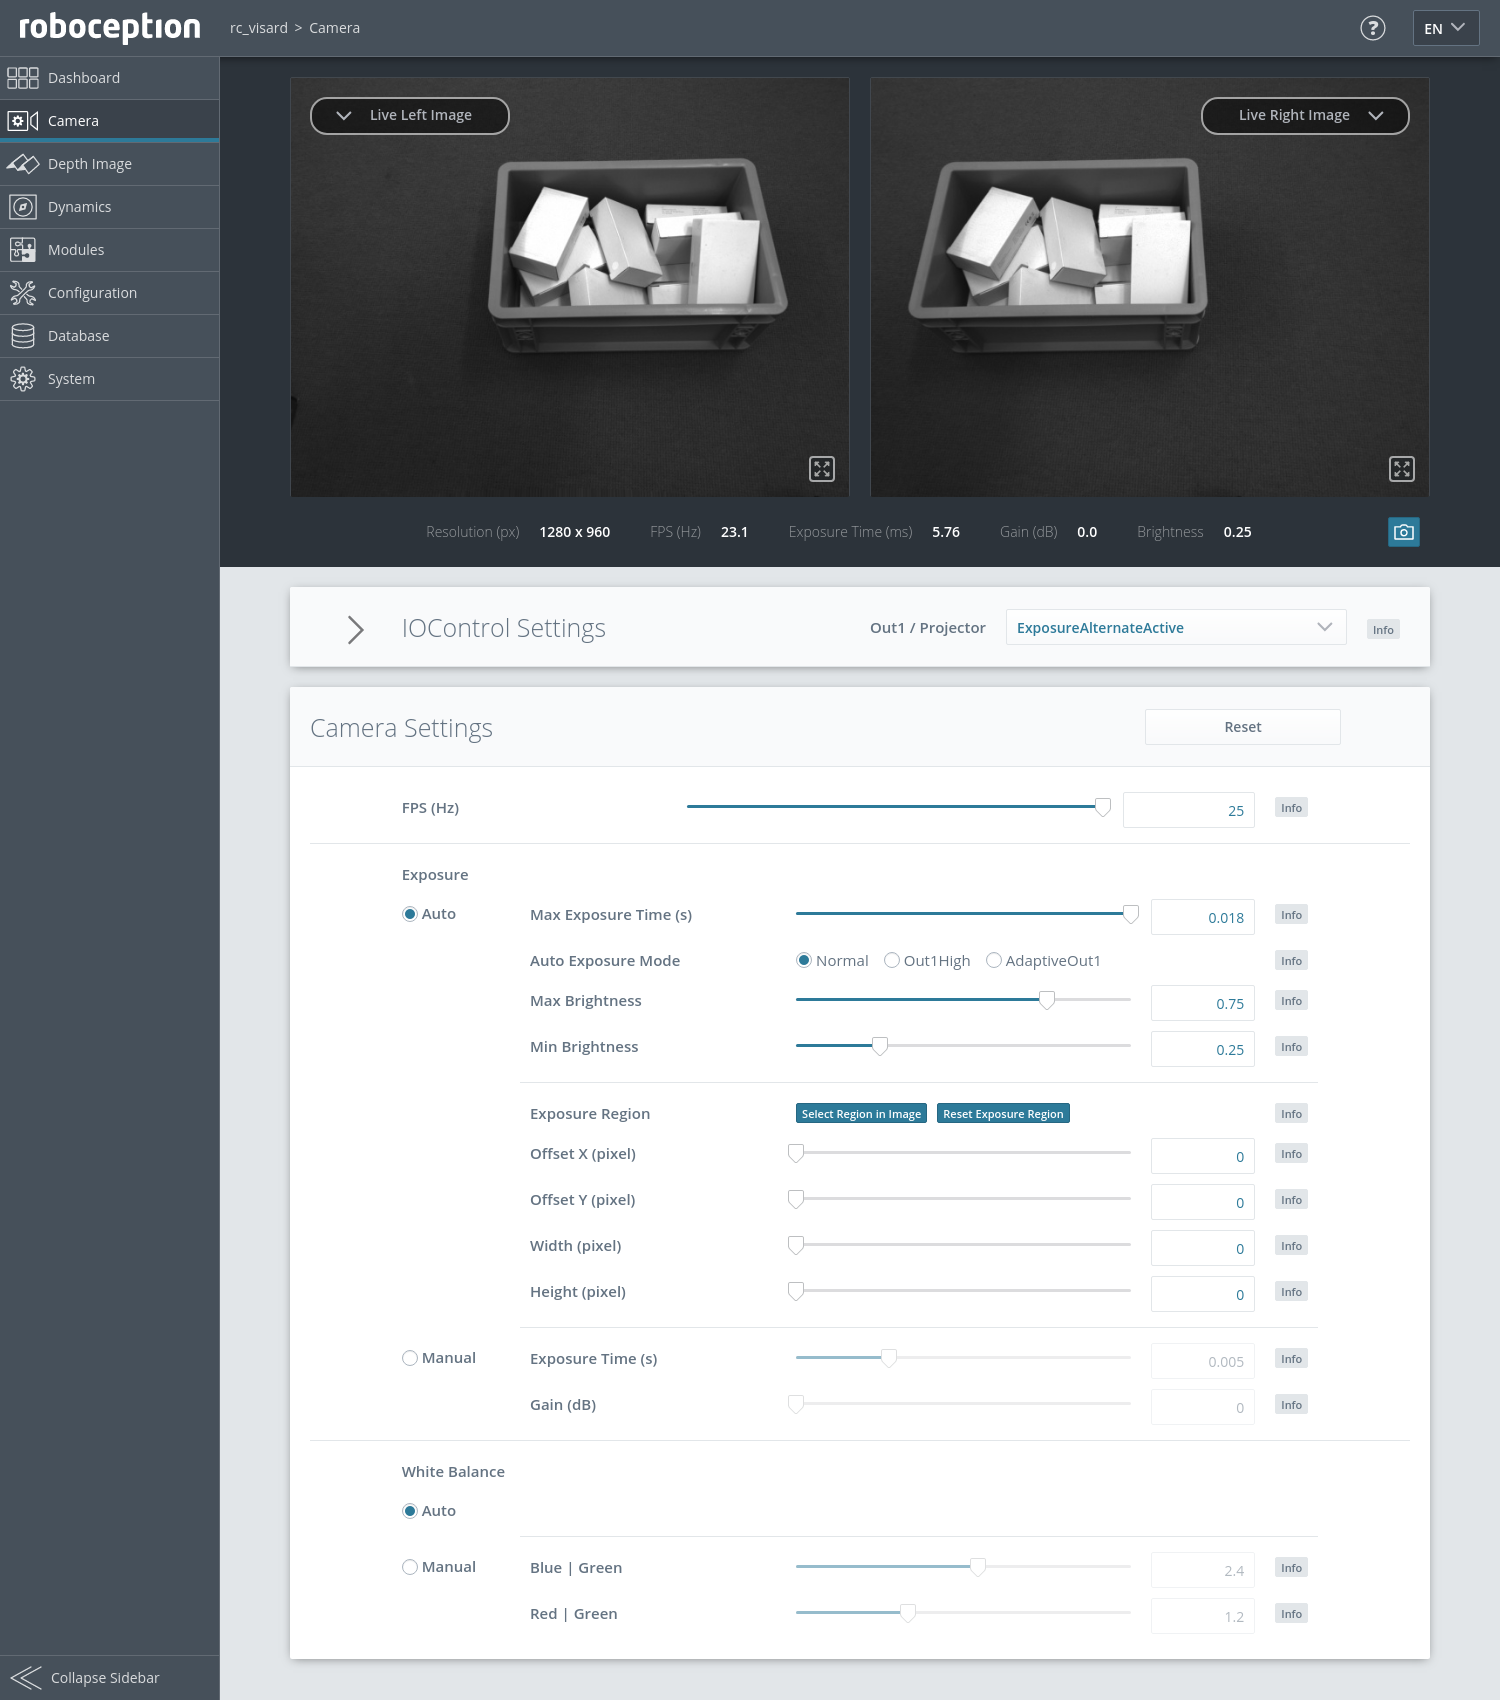 roboception
rc_visard > Camera
?
EN
Dashboard
Camera
Depth Image
Dynamics
Modules
Configuration
Database
System
Collapse Sidebar
Live Left Image
Live Right Image
Resolution (px) 1280 x 960 FPS (Hz) 23.1 Exposure Time (ms) 5.76 Gain (dB) 0.0 Brightness 0.25
IOControl Settings Out1 / Projector ExposureAlternateActive Info
Camera Settings Reset
FPS (Hz) 25 Info
Exposure
Auto Max Exposure Time (s) 0.018 Info
Auto Exposure Mode Normal Out1High AdaptiveOut1 Info
Max Brightness 0.75 Info
Min Brightness 0.25 Info
Exposure Region Select Region in Image Reset Exposure Region Info
Offset X (pixel) 0 Info
Offset Y (pixel) 0 Info
Width (pixel) 0 Info
Height (pixel) 0 Info
Manual Exposure Time (s) 0.005 Info
Gain (dB) 0 Info
White Balance
Auto
Manual Blue | Green 2.4 Info
Red | Green 1.2 Info